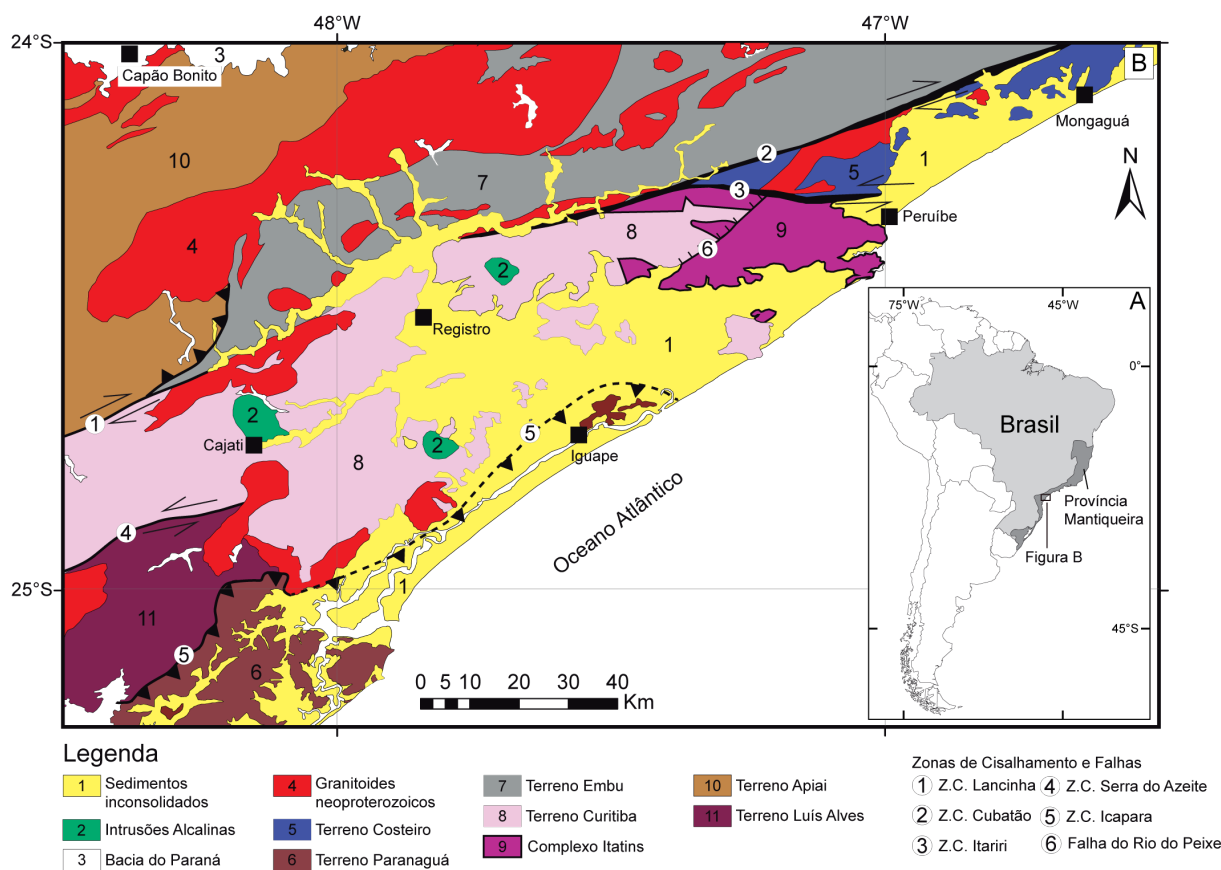 48°W
47°W
24°S
3
Capão Bonito
B
Mongaguá
10
7
2
5
1
3
N
Peruíbe
4
8
9
6
2
Registro
1
A
75°W
45°W
0°
Brasil
1
2
Cajati
5
2
Iguape
8
Província
Mantiqueira
Oceano Atlântico
Figura B
4
25°S
1
11
45°S
5
6
0 5 10 20 30 40
Km
48°W
47°W
Legenda
1 Sedimentos
inconsolidados
2 Intrusões Alcalinas
3 Bacia do Paraná
4 Granitoides
neoproterozoicos
5 Terreno Costeiro
6 Terreno Paranaguá
7 Terreno Embu
8 Terreno Curitiba
9 Complexo Itatins
10 Terreno Apiai
11 Terreno Luís Alves
Zonas de Cisalhamento e Falhas
1 Z.C. Lancinha
2 Z.C. Cubatão
3 Z.C. Itariri
4 Z.C. Serra do Azeite
5 Z.C. Icapara
6 Falha do Rio do Peixe